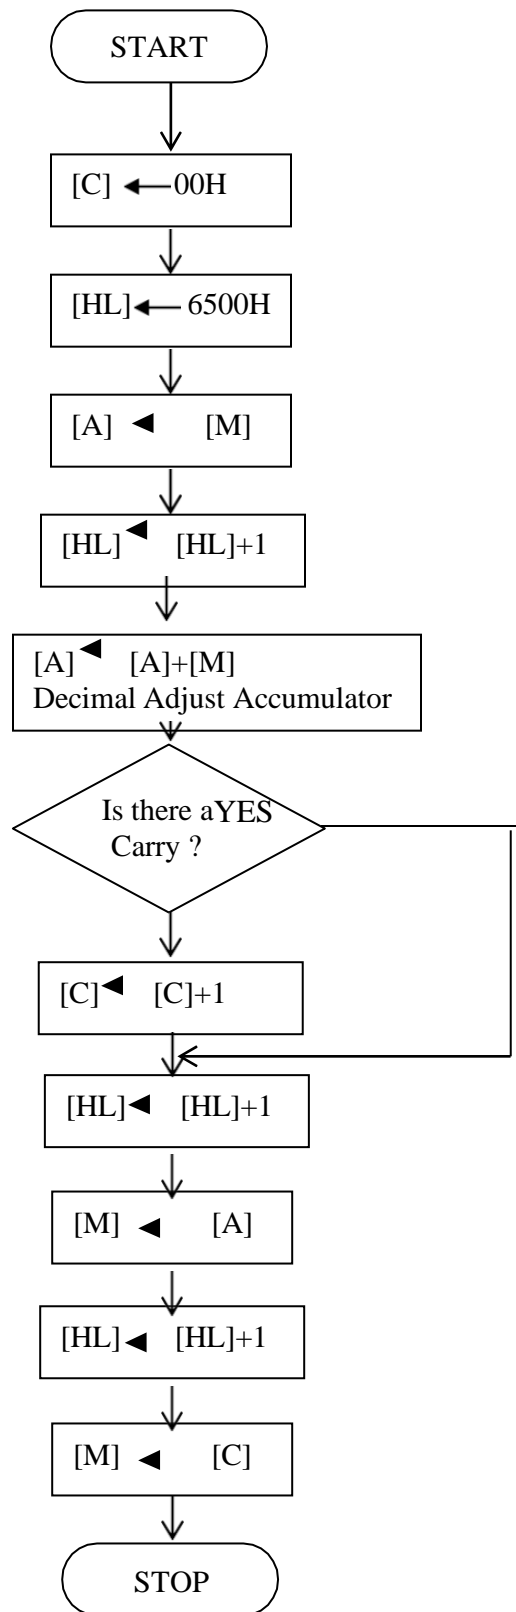 START
[C] ← 00H
[HL] ← 6500H
[A] ◄ [M]
[HL] ◄ [HL]+1
[A] ◄ [A]+[M]
Decimal Adjust Accumulator
Is there a YES
Carry ?
[C] ◄ [C]+1
[HL] ◄ [HL]+1
[M] ◄ [A]
[HL] ◄ [HL]+1
[M] ◄ [C]
STOP